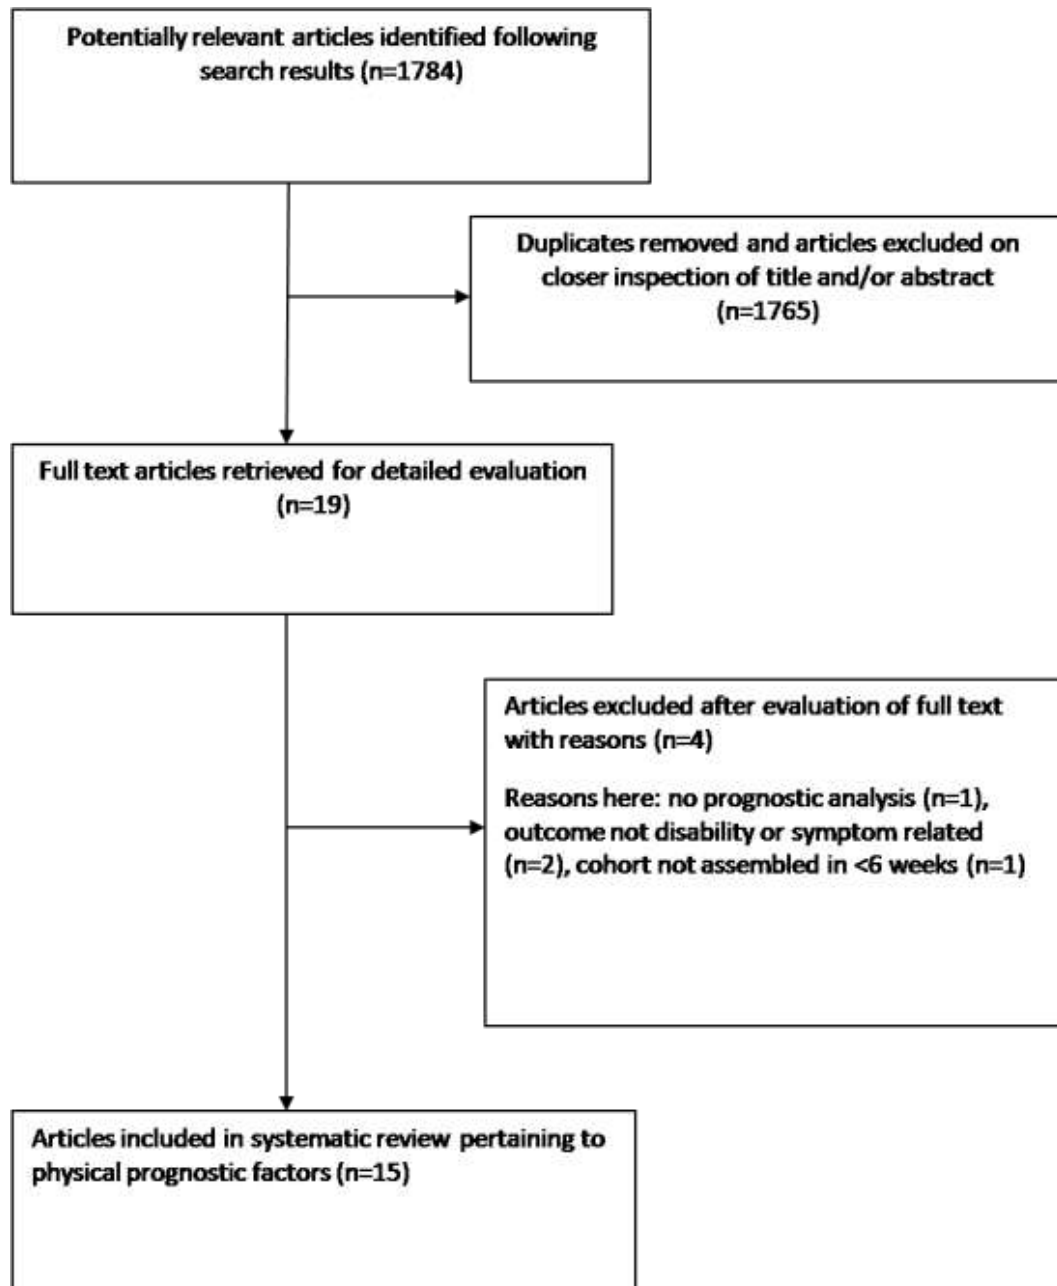 Potentially relevant articles identified following
search results (n=1784)
Duplicates removed and articles excluded on
closer inspection of title and/or abstract
(n=1765)
Full text articles retrieved for detailed evaluation
(n=19)
Articles excluded after evaluation of full text
with reasons (n=4)
Reasons here: no prognostic analysis (n=1),
outcome not disability or symptom related
(n=2), cohort not assembled in <6 weeks (n=1)
Articles included in systematic review pertaining to
physical prognostic factors (n=15)